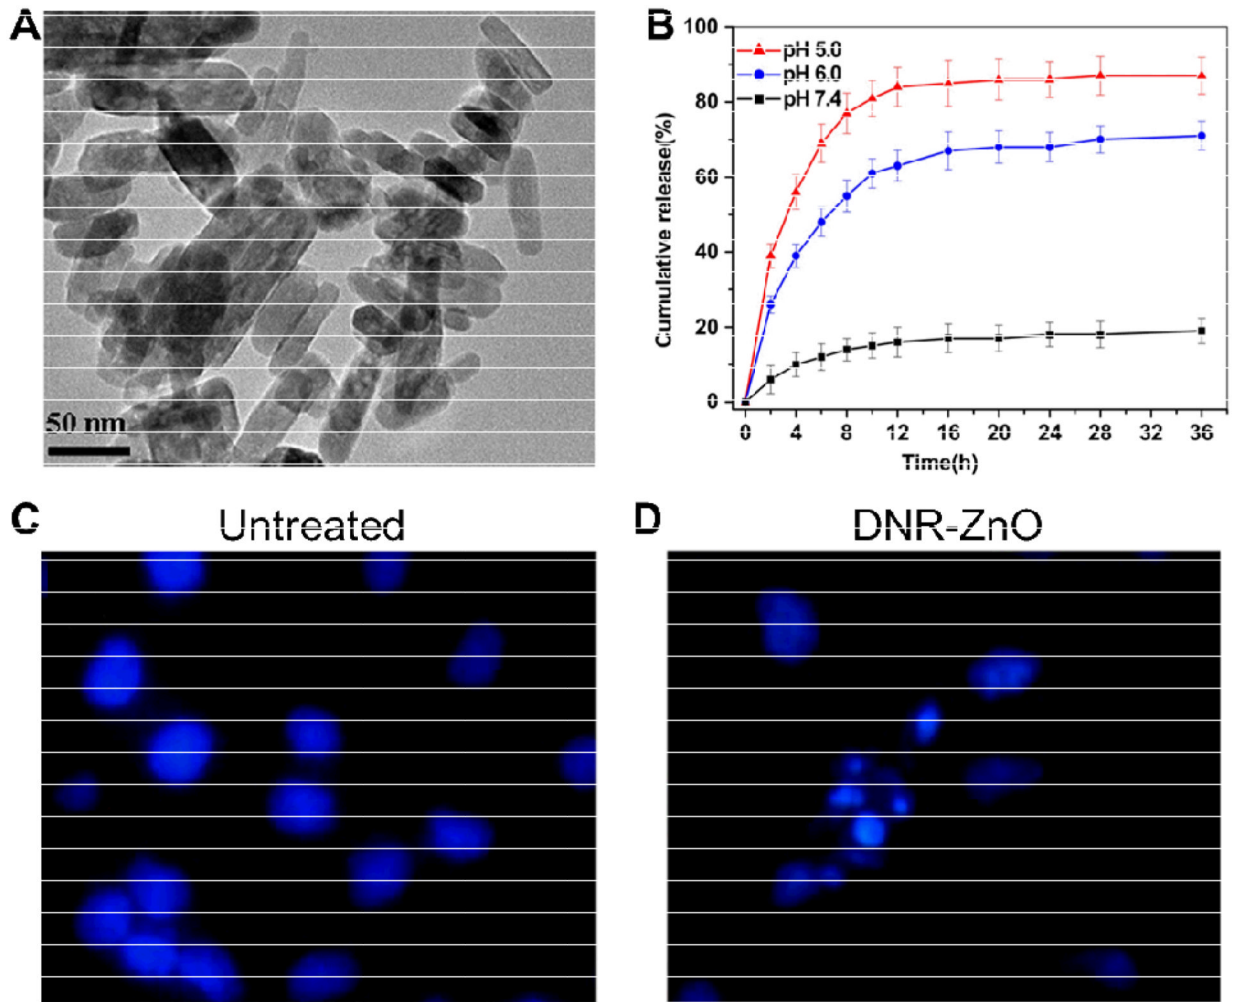 A
50 nm
B
100
80
60
40
20
0
Cumulative release(%)
pH 5.0
pH 6.0
pH 7.4
0 4 8 12 16 20 24 28 32 36
Time(h)
C
Untreated
D
DNR-ZnO